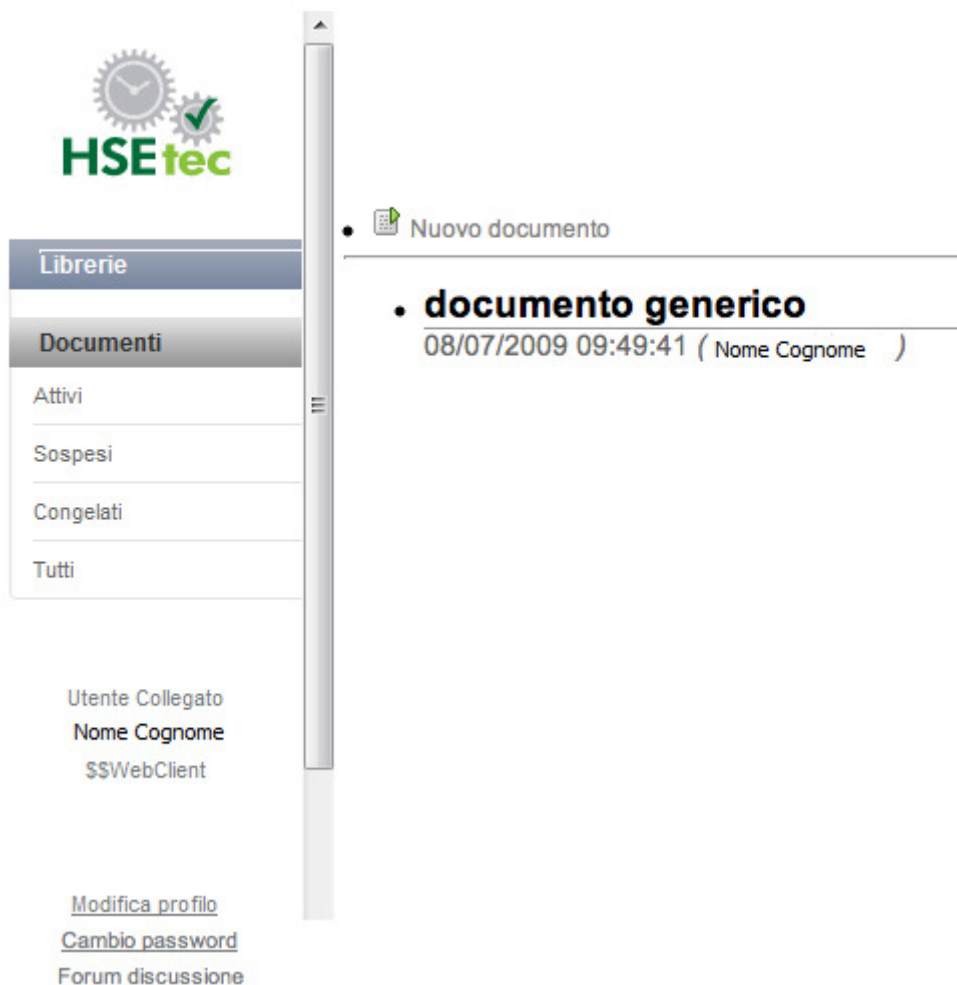 HSEtec
Librerie
Documenti
Attivi
Sospesi
Congelati
Tutti
Utente Collegato
Nome Cognome
$$WebClient
Modifica profilo
Cambio password
Forum discussione
Nuovo documento
documento generico
08/07/2009 09:49:41 ( Nome Cognome )